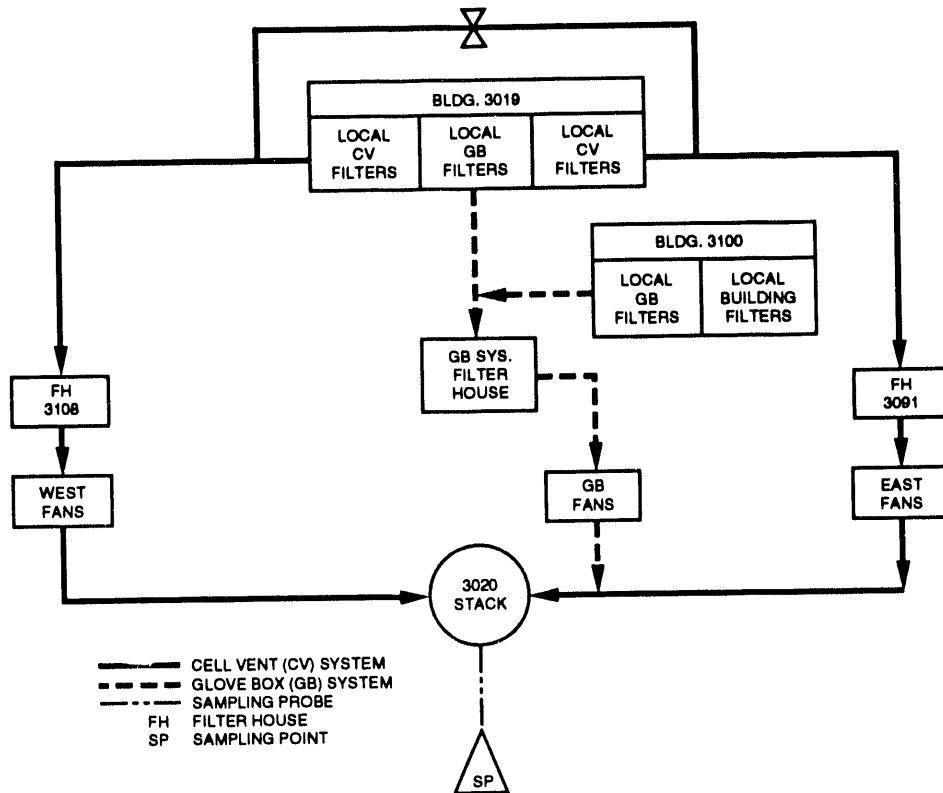 BLDG. 3019
LOCAL
CV
FILTERS
LOCAL
GB
FILTERS
LOCAL
CV
FILTERS
BLDG. 3100
LOCAL
GB
FILTERS
LOCAL
BUILDING
FILTERS
GB SYS.
FILTER
HOUSE
FH
3108
FH
3091
WEST
FANS
GB
FANS
EAST
FANS
3020
STACK
CELL VENT (CV) SYSTEM
GLOVE BOX (GB) SYSTEM
SAMPLING PROBE
FH FILTER HOUSE
SP SAMPLING POINT
SP